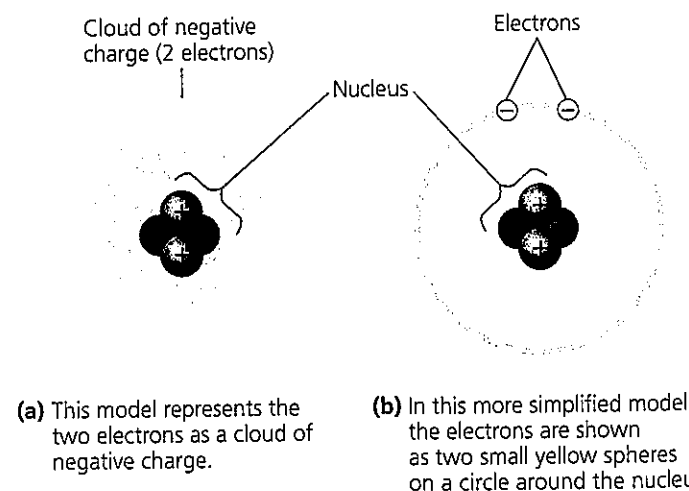 Cloud of negative
charge (2 electrons)
Electrons
Nucleus
− −
+
+
+
+
(a) This model represents the
two electrons as a cloud of
negative charge.
(b) In this more simplified model
the electrons are shown
as two small yellow spheres
on a circle around the nucleu